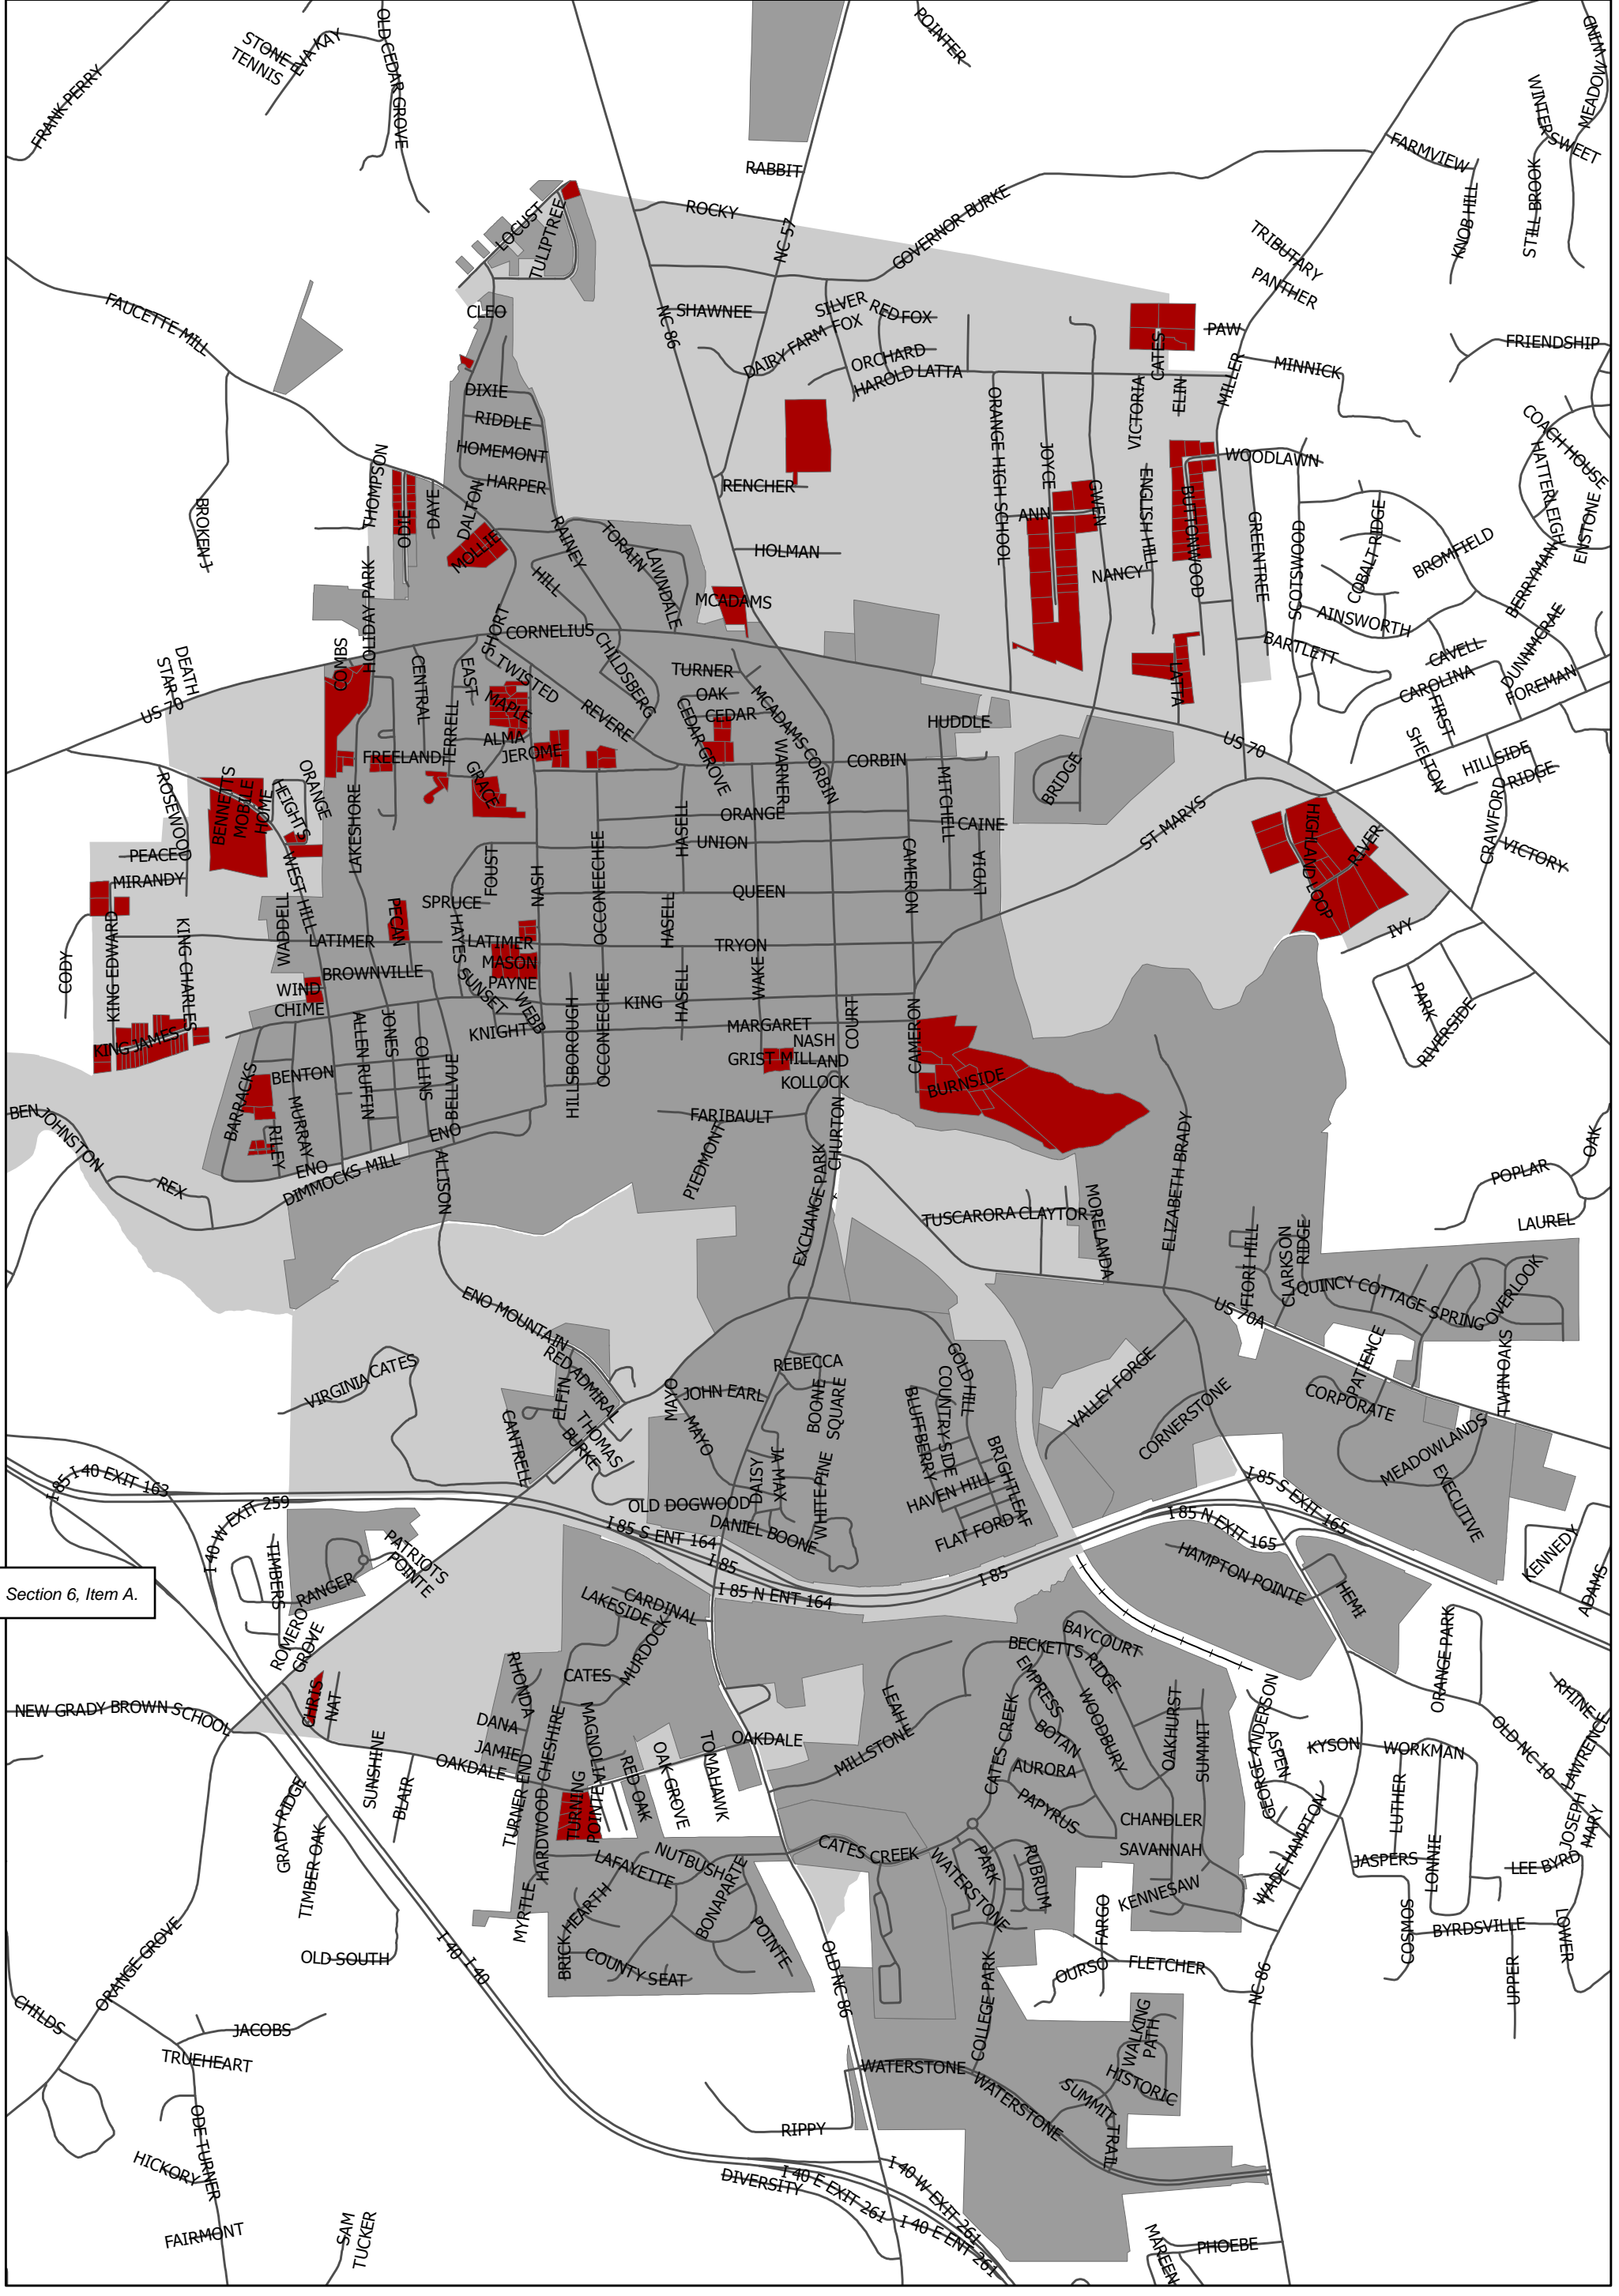 POINTER
OLD CEDAR GROVE
STONE
EVA KAY
TENNIS
FRANK PERRY
MEADOW WIND
WINTER SWEET
STILL BROOK
FARMVIEW
KNOB HILL
RABBIT
ROCKY
NC 57
GOVERNOR BURKE
LOCUST
TULIPTREE
TRIBUTARY
PANTHER
FAUCETTE MILL
CLEO
NC 86
SHAWNEE
SILVER
FOX
RED FOX
DAIRY FARM
ORCHARD
HAROLD LATTA
PAW
CATES
MILLER
MINNICK
FRIENDSHIP
DIXIE
RIDDLE
HOMEMONT
HARPER
VICTORIA
ELIN
ORANGE HIGH SCHOOL
JOYCE
GWEN
ANN
ENGLISH HILL
BUTTONWOOD
WOODLAWN
COACH HOUSE
HATTERLEIGH
ENSTONE
THOMPSON
ODIE
DAYE
DALTON
MOLLIE
BROKEN J
RENCHER
HOLMAN
RAINEY
TORAIN
LAWNDALE
HILL
MCADAMS
NANCY
GREENTREE
SCOTSWOOD
COBALT RIDGE
BROMFIELD
BERRYMAN
AINSWORTH
BARTLETT
DUNNMCRAE
CAVELL
CAROLINA
FOREMAN
FIRST
HOLIDAY PARK
COMBS
SHORT
CORNELIUS
CHILDSBERG
DEATH
STAR
US 70
CENTRAL
EAST
S TWISTED
MAPLE
REVERE
TURNER
OAK
CEDAR
CEDAR GROVE
MCADAMS
CORBIN
WARNER
HUDDLE
CORBIN
LATTA
US 70
SHELTON
HILLSIDE
RIDGE
FREELAND
TERRELL
ALMA
JEROME
GRACE
BRIDGE
ST MARYS
MITCHELL
CAINE
LYDIA
CAMERON
ORANGE
UNION
QUEEN
HASELL
ROSEWOOD
BENNETTS
MOBILE
HOME
HEIGHTS
ORANGE
LAKESHORE
PEACED
MIRANDY
WEST HILL
HIGHLAND LOOP
RIVER
IVY
CRAWFORD
VICTORY
CODY
KING EDWARD
KING CHARLES
WADDELL
LATIMER
PECAN
SPRUCE
FOUST
NASH
HAYES
LATIMER
MASON
PAYNE
OCCONEECHEE
HASELL
TRYON
WAKE
BROWNVILLE
WIND
CHIME
SUNSET
WEBB
KNIGHT
KING
HASELL
MARGARET
NASH
AND
KOLLOCK
GRIST MILL
COURT
CAMERON
PARK
RIVERSIDE
KING JAMES
ALLEN RUFFIN
JONES
COLLINS
BELLVUE
HILLSBOROUGH
OCCONEECHEE
BURNSIDE
BARRACKS
BENTON
MURRAY
RILEY
ENO
ENO
DIMMOCKS MILL
ALLISON
BEN JOHNSTON
REX
FARIBAULT
PIEDMONT
CHURTON
EXCHANGE PARK
TUSCARORA
CLAYTOR
MORELANDA
ELIZABETH BRADY
OAK
POPLAR
LAUREL
FIORI HILL
CLARKSON
RIDGE
QUINCY COTTAGE
SPRING
OVERLOOK
US 70A
ENO MOUNTAIN
VIRGINIA CATES
RED ADMIRAL
ELFIN
THOMAS
BURKE
CANTRELL
MAYO
JOHN EARL
MAYO
REBECCA
BOONE
SQUARE
GOLD HILL
COUNTRYSIDE
BLUFFBERRY
VALLEY FORGE
CORNERSTONE
PATIENCE
CORPORATE
TWIN OAKS
MEADOWLANDS
EXECUTIVE
I 85
I 40 EXIT 163
I 40 W EXIT 259
OLD DOGWOOD
DAISY
JA MAX
WHITE PINE
DANIEL BOONE
HAVEN HILL
BRIGHTLEAF
FLAT FORD
I 85 S ENT 164
I 85
I 85 N ENT 164
I 85
I 85 S EXIT 165
I 85 N EXIT 165
Section 6, Item A.
TIMBERS
RANGER
PATRIOTS
POINTE
ROMERO
GROVE
HAMPTON POINTE
HEMI
KENNEDY
ADAMS
LAKESIDE
CARDINAL
MURDOCK
CATES
RHONDA
DANA
JAMIE
OAKDALE
CHRIS
NAT
NEW GRADY BROWN SCHOOL
BAYCOURT
BECKETTS RIDGE
EMPRESS
WOODBURY
BOTAN
AURORA
PAPYRUS
CATES CREEK
LEAH E
MILLSTONE
OAKHURST
SUMMIT
CHANDLER
SAVANNAH
KENNESAW
GEORGE ANDERSON
ASPEN
WADE HAMPTON
ORANGE PARK
KYSON
WORKMAN
OLD NC 10
LAWRENCE
LUTHER
LONNIE
JASPERS
JOSEPH
MARY
LEE BYRD
LOWER
COSMOS
BYRDSVILLE
UPPER
SUNSHINE
BLAIR
GRADY RIDGE
TIMBER OAK
TURNER END
HARDWOOD
CHESHIRE
MAGNOLIA
TURNING
POINTE
RED OAK
OAK GROVE
TOMAHAWK
OAKDALE
NUTBUSH
LAFAYETTE
BONAPARTE
POINTE
MYRTLE
BRICK HEARTH
COUNTY SEAT
CATES CREEK
WATERSTONE
PARK
RUBRUM
FARGO
OURSO
FLETCHER
NC 86
OLD SOUTH
I 40
I 40
ORANGE GROVE
CHILDS
JACOBS
TRUEHEART
ODE TURNER
HICKORY
FAIRMONT
SAM
TUCKER
OLD NC 86
COLLEGE PARK
WATERSTONE
WATERSTONE
WALKING
PATH
HISTORIC
SUMMIT
TRAIL
RIPPY
DIVERSITY
I 40 E EXIT 261
I 40 W EXIT 261
I 40 E ENT 261
MAREEN
PHOEBE